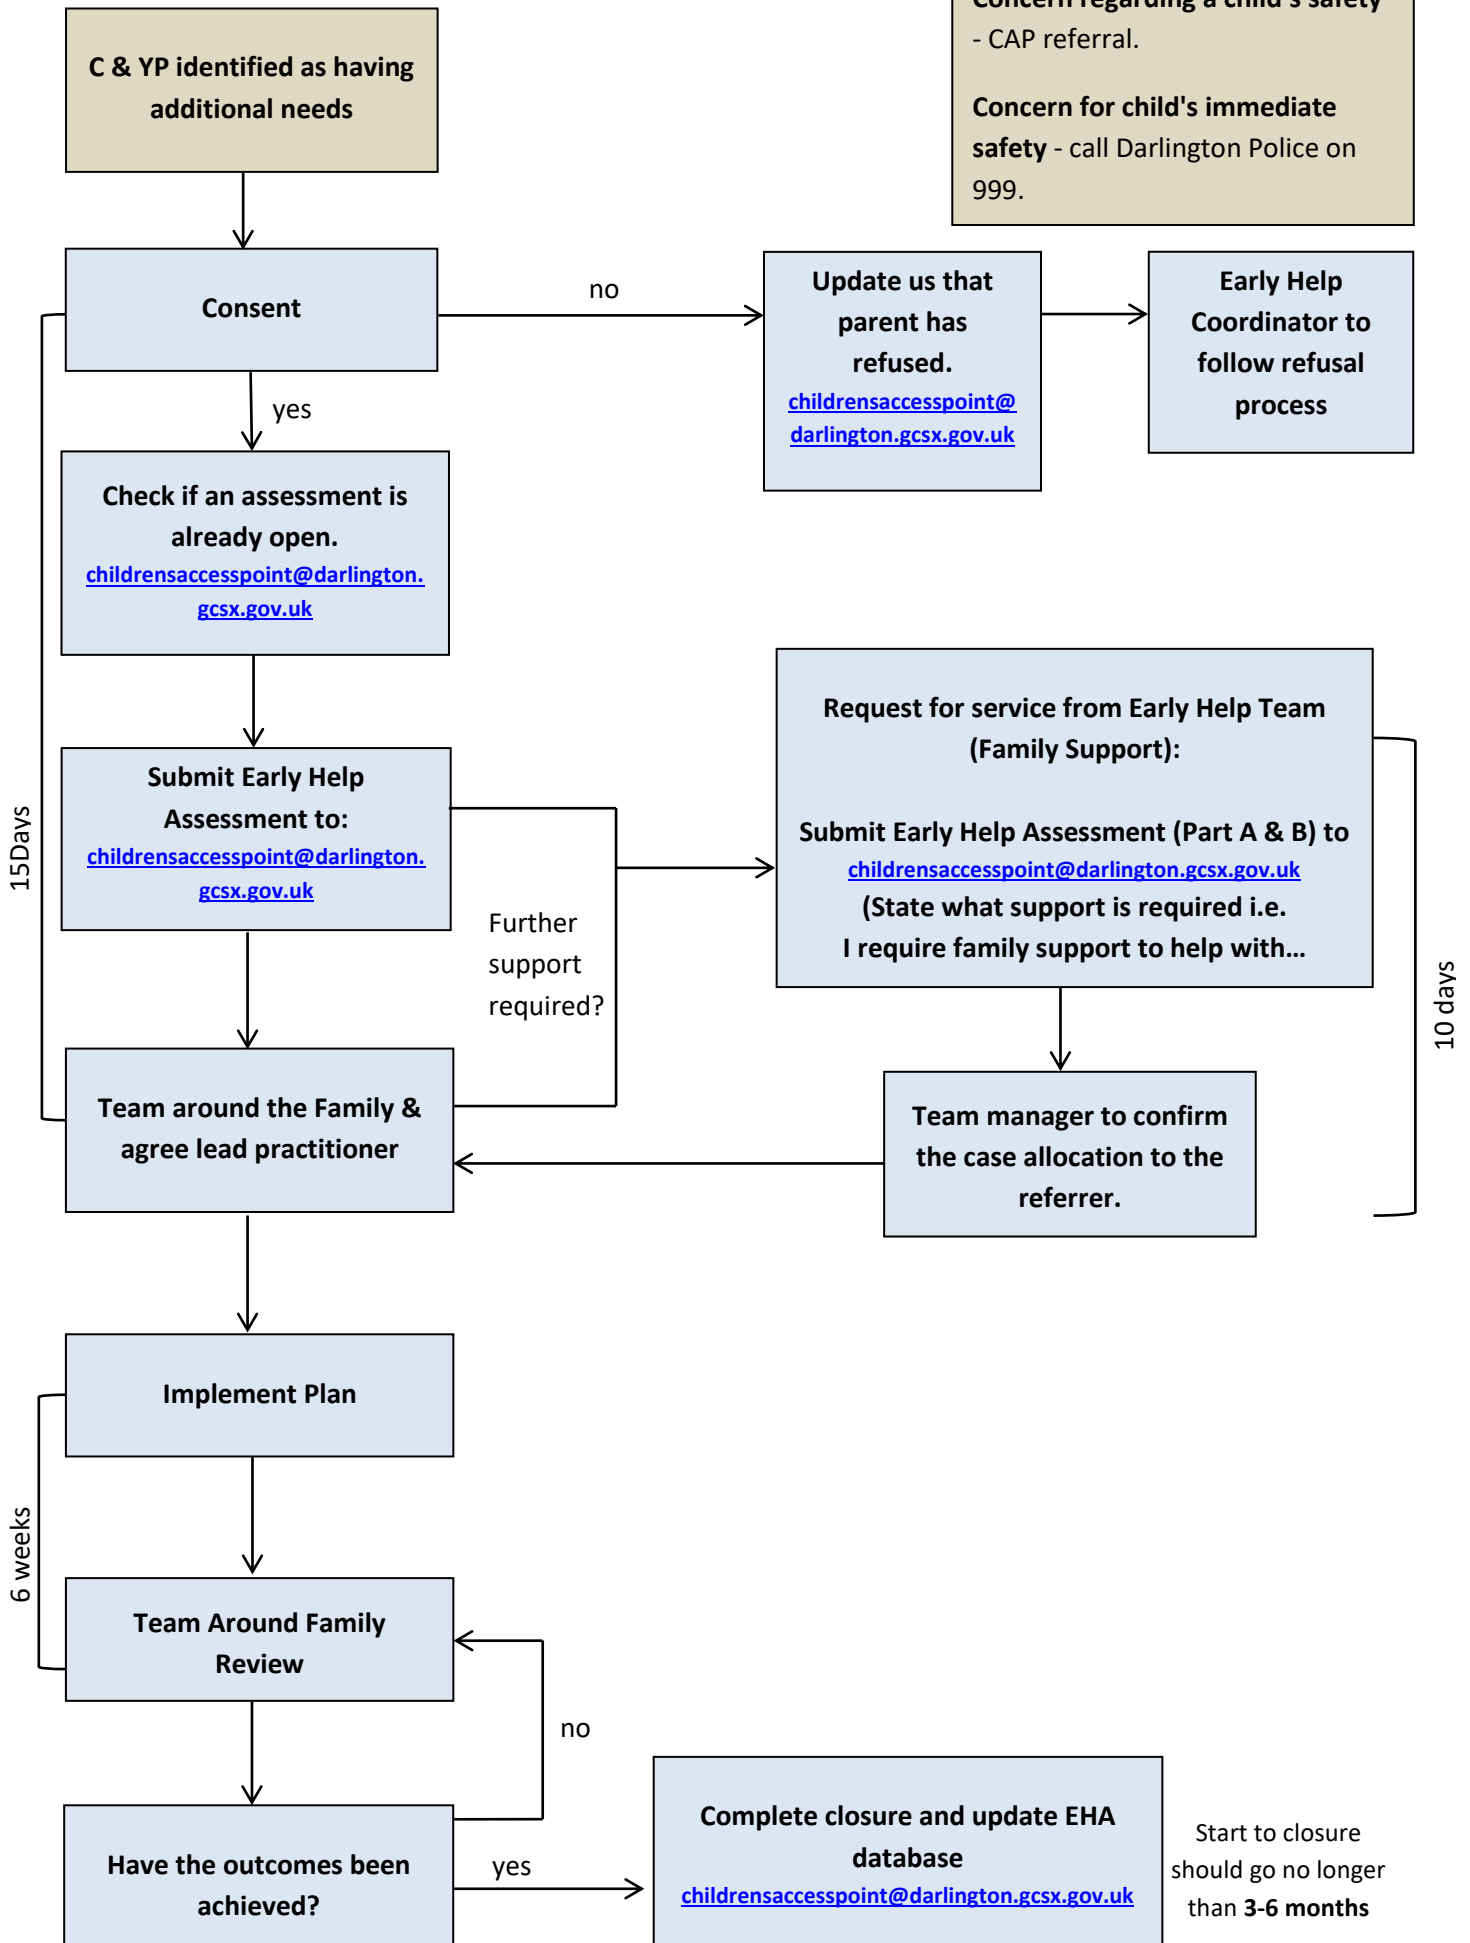 Concern regarding a child's safety
- CAP referral.
Concern for child's immediate
safety - call Darlington Police on
999.
C & YP identified as having
additional needs
Consent
no
Update us that
parent has
refused.
childrensaccesspoint@
darlington.gcsx.gov.uk
Early Help
Coordinator to
follow refusal
process
yes
Check if an assessment is
already open.
childrensaccesspoint@darlington.
gcsx.gov.uk
15Days
Submit Early Help
Assessment to:
childrensaccesspoint@darlington.
gcsx.gov.uk
Further
support
required?
Request for service from Early Help Team
(Family Support):
Submit Early Help Assessment (Part A & B) to
childrensaccesspoint@darlington.gcsx.gov.uk
(State what support is required i.e.
I require family support to help with…
10 days
Team around the Family &
agree lead practitioner
Team manager to confirm
the case allocation to the
referrer.
Implement Plan
6 weeks
Team Around Family
Review
no
Have the outcomes been
achieved?
yes
Complete closure and update EHA
database
childrensaccesspoint@darlington.gcsx.gov.uk
Start to closure
should go no longer
than 3-6 months